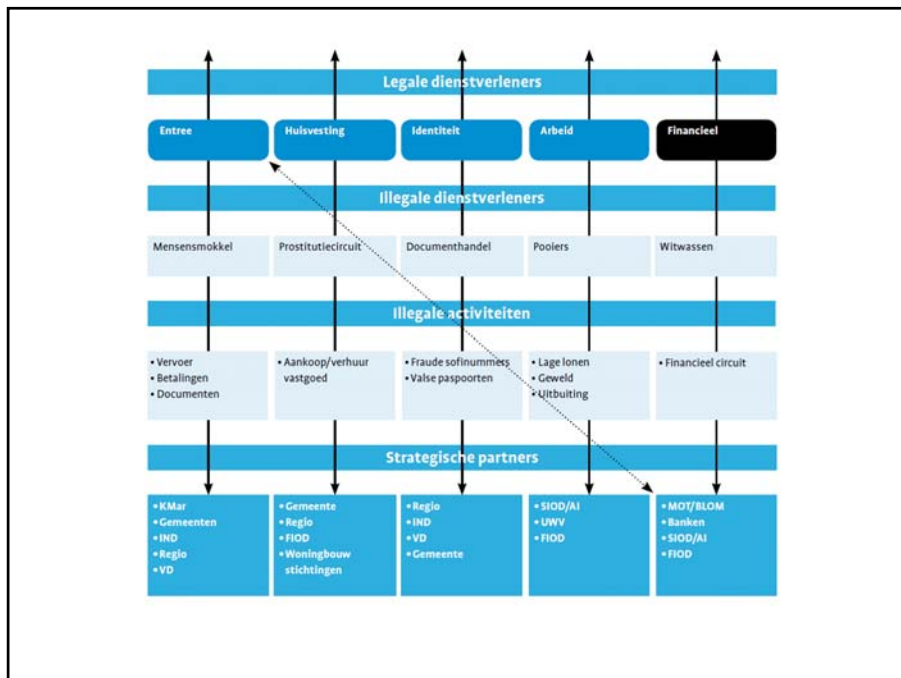 Legale dienstverleners
Entree
Huisvesting
Identiteit
Arbeid
Financieel
Illegale dienstverleners
Mensensmokkel
Prostitutiecircuit
Documenthandel
Pooiers
Witwassen
Illegale activiteiten
• Vervoer
• Betalingen
• Documenten
• Aankoop/verhuur
vastgoed
• Fraude sofinummers
• Valse paspoorten
• Lage lonen
• Geweld
• Uitbuiting
• Financieel circuit
Strategische partners
• KMar
• Gemeenten
• IND
• Regio
• VD
• Gemeente
• Regio
• FIOD
• Woningbouw
stichtingen
• Regio
• IND
• VD
• Gemeente
• SIOD/AI
• UWV
• FIOD
• MOT/BLOM
• Banken
• SIOD/AI
• FIOD